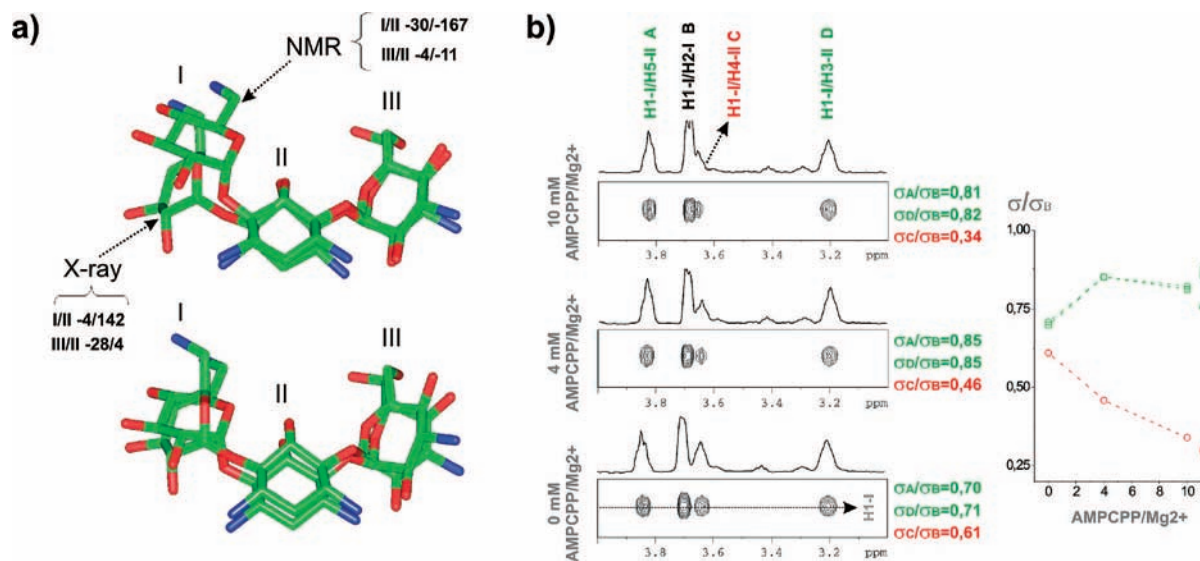 a)
NMR
I/II -30/-167
III/II -4/-11
I
II
III
X-ray
I/II -4/142
III/II -28/4
I
II
III
b)
H1-I/H5-II A
H1-I/H2-I B
H1-I/H4-II C
H1-I/H3-II D
10 mM
AMPCPP/Mg2+
σA/σB=0,81
σD/σB=0,82
σC/σB=0,34
3.8 3.6 3.4 3.2 ppm
4 mM
AMPCPP/Mg2+
σA/σB=0,85
σD/σB=0,85
σC/σB=0,46
3.8 3.6 3.4 3.2 ppm
0 mM
AMPCPP/Mg2+
H1-I
σA/σB=0,70
σD/σB=0,71
σC/σB=0,61
3.8 3.6 3.4 3.2 ppm
σ/σB
1,00
0,75
0,50
0,25
0 2 4 6 8 10
AMPCPP/Mg2+